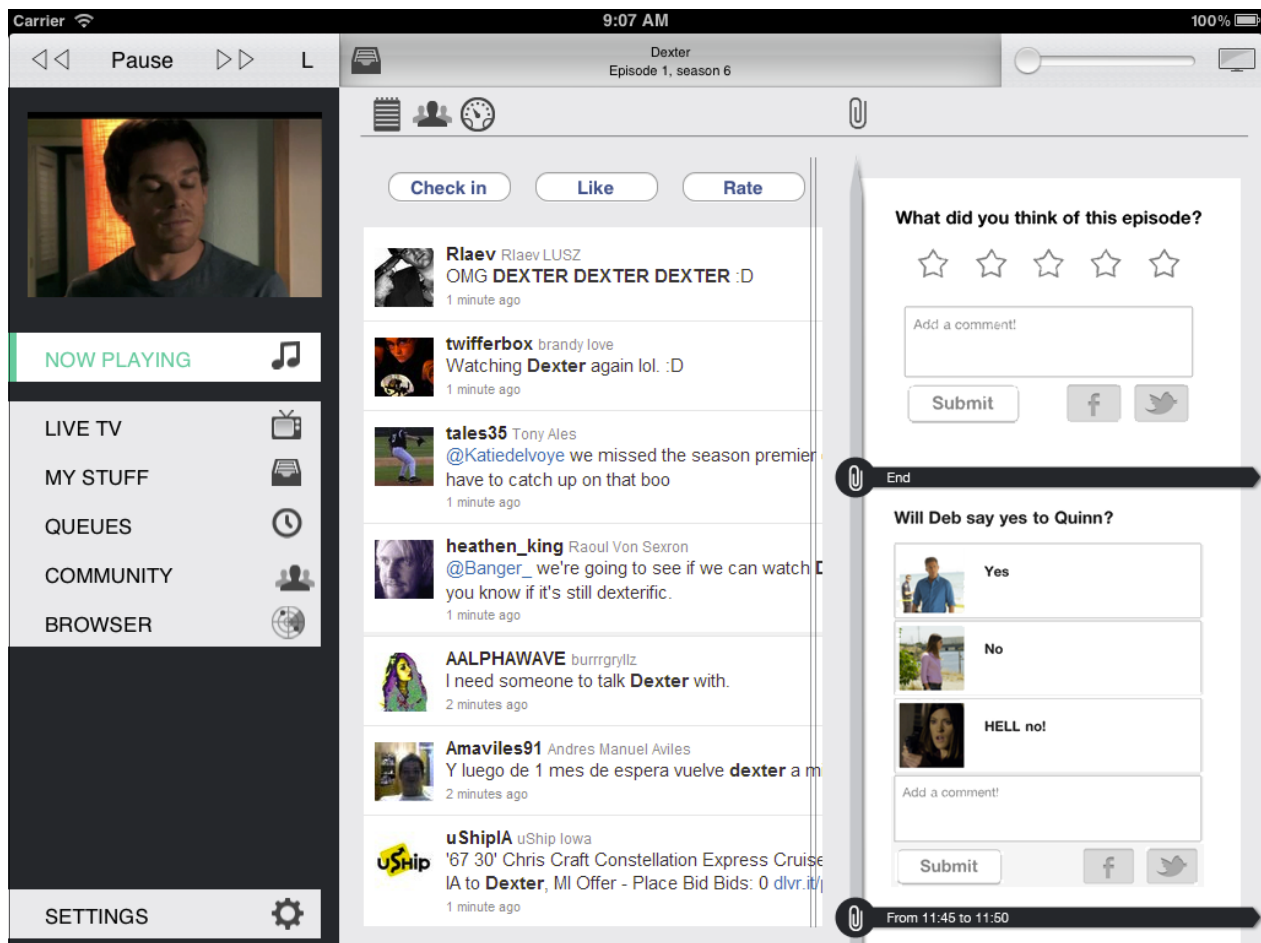 Carrier
9:07 AM
100%
Pause
L
Dexter
Episode 1, season 6
NOW PLAYING
LIVE TV
MY STUFF
QUEUES
COMMUNITY
BROWSER
SETTINGS
Check in
Like
Rate
Rlaev Rlaev LUSZ
OMG DEXTER DEXTER DEXTER :D
1 minute ago
twifferbox brandy love
Watching Dexter again lol. :D
1 minute ago
tales35 Tony Ales
@Katiedelvoye we missed the season premier
have to catch up on that boo
1 minute ago
heathen_king Raoul Von Sexron
@Banger_ we're going to see if we can watch D
you know if it's still dexterific.
1 minute ago
AALPHAWAVE burrrgryllz
I need someone to talk Dexter with.
2 minutes ago
Amaviles91 Andres Manuel Aviles
Y luego de 1 mes de espera vuelve dexter a m
2 minutes ago
uShip
uShipIA uShip Iowa
'67 30' Chris Craft Constellation Express Cruise
IA to Dexter, MI Offer - Place Bid Bids: 0 dlvr.it/
1 minute ago
What did you think of this episode?
Add a comment!
Submit
f
End
Will Deb say yes to Quinn?
Yes
No
HELL no!
Add a comment!
Submit
f
From 11:45 to 11:50